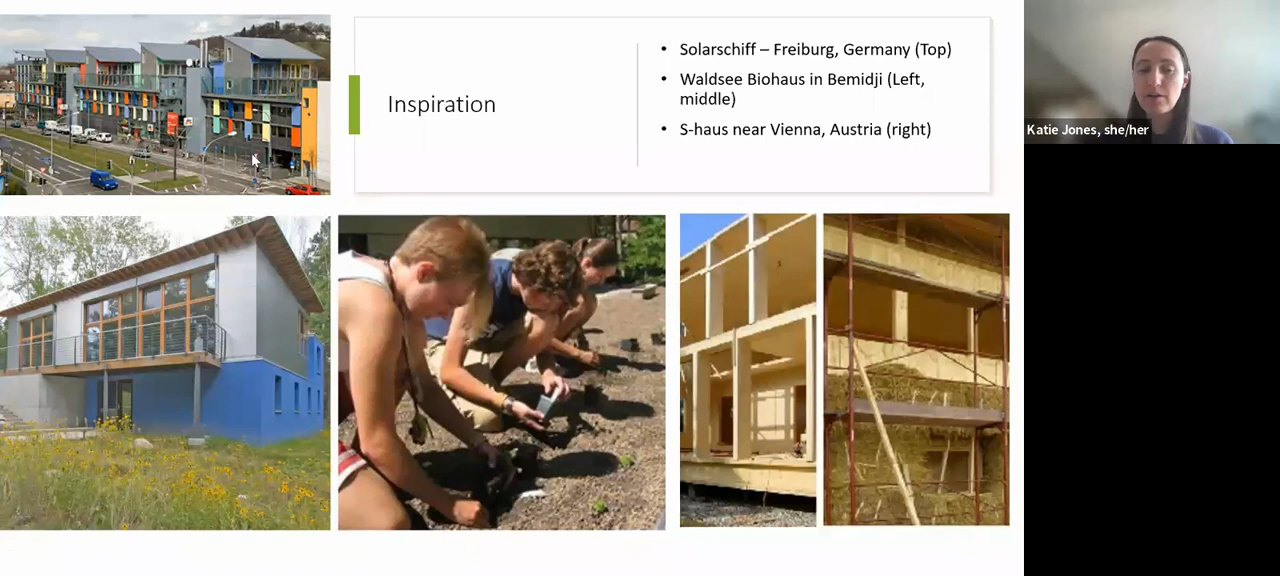 Inspiration
• Solarschiff – Freiburg, Germany (Top)
• Waldsee Biohaus in Bemidji (Left,
middle)
• S-haus near Vienna, Austria (right)
Katie Jones, she/her